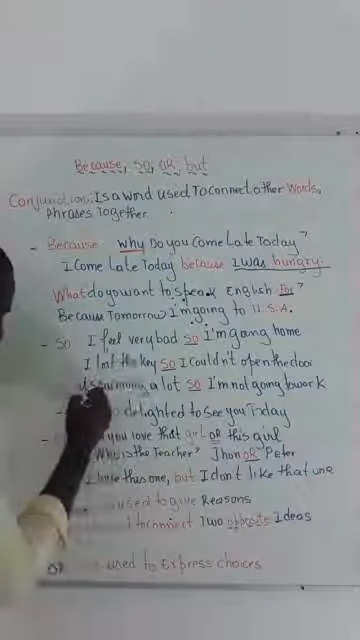 Because, SO, OR, but
Conjunction: Is a Word used To connect other Words,
Phrases Together.
- Because why Do you Come Late Today?
I Come Late Today because I was hungry.
What do you want to speak English For?
Because Tomorrow I'm going to U.S.A.
- SO I feel very bad SO I'm going home
I lost the key SO I couldn't open the door
a lot SO I'm not going to work
delighted to see you Today
you love that girl OR this girl
is the Teacher? Jhon OR Peter
I like this one, but I don't like that one
used to give Reasons
To connect Two opposite Ideas
OR used to Express choices